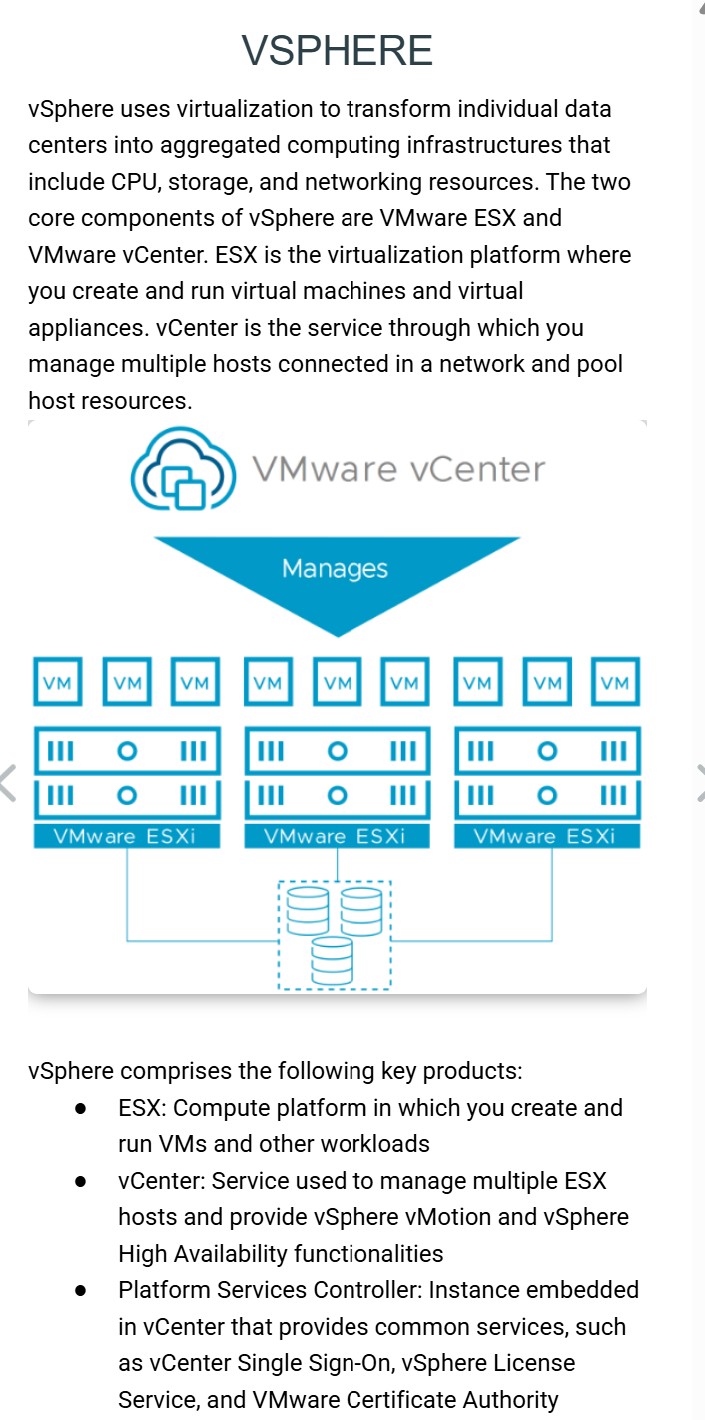 VSPHERE
vSphere uses virtualization to transform individual data
centers into aggregated computing infrastructures that
include CPU, storage, and networking resources. The two
core components of vSphere are VMware ESX and
VMware vCenter. ESX is the virtualization platform where
you create and run virtual machines and virtual
appliances. vCenter is the service through which you
manage multiple hosts connected in a network and pool
host resources.
VMware vCenter
Manages
VM VM VM VM VM VM VM VM VM
VMware ESXi VMware ESXi VMware ESXi
vSphere comprises the following key products:
● ESX: Compute platform in which you create and
run VMs and other workloads
● vCenter: Service used to manage multiple ESX
hosts and provide vSphere vMotion and vSphere
High Availability functionalities
● Platform Services Controller: Instance embedded
in vCenter that provides common services, such
as vCenter Single Sign-On, vSphere License
Service, and VMware Certificate Authority